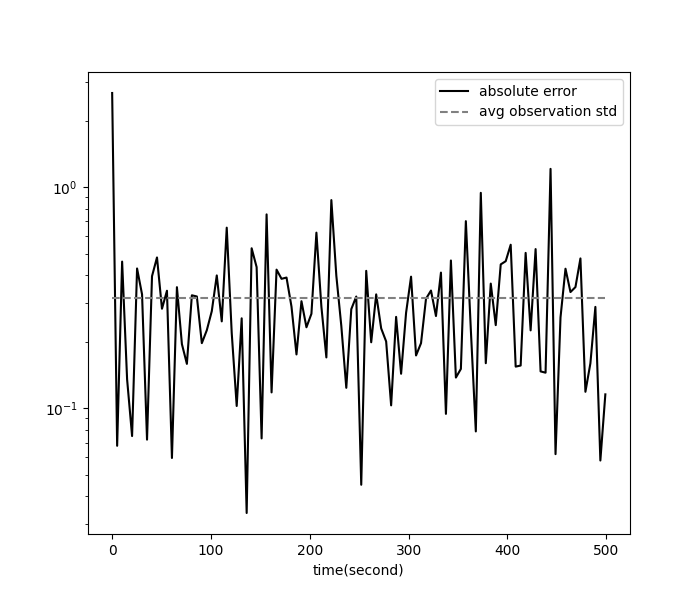 absolute error
avg observation std
10⁰
10⁻¹
0 100 200 300 400 500
time(second)